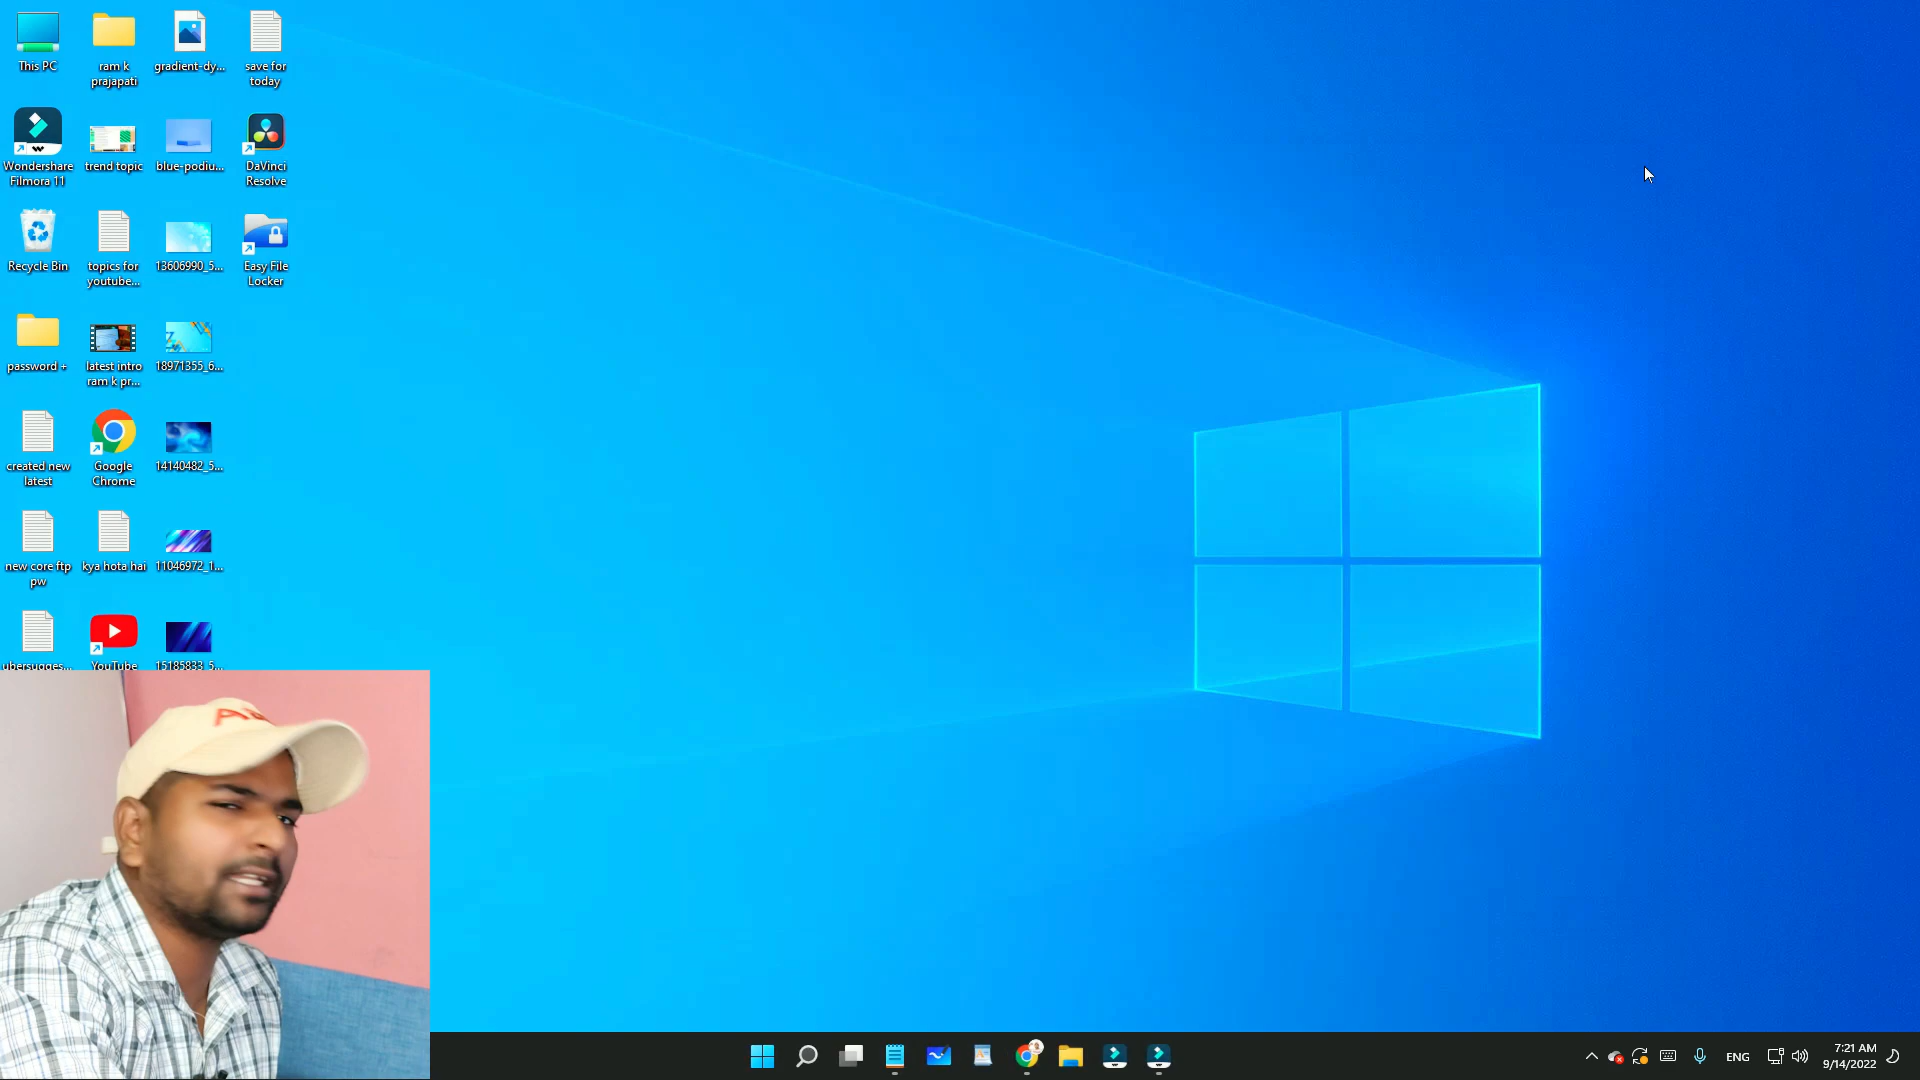 This PC
ram k
prajapati
gradient-dy...
save for
today
Wondershare
Filmora 11
trend topic
blue-podiu...
DaVinci
Resolve
Recycle Bin
topics for
youtube...
13606990_5...
Easy File
Locker
password +
latest intro
ram k pr...
18971355_6...
created new
latest
Google
Chrome
14140482_5...
new core ftp
pw
kya hota hai
11046972_1...
ubersugges...
YouTube
15185833_5...
ENG
7:21 AM
9/14/2022